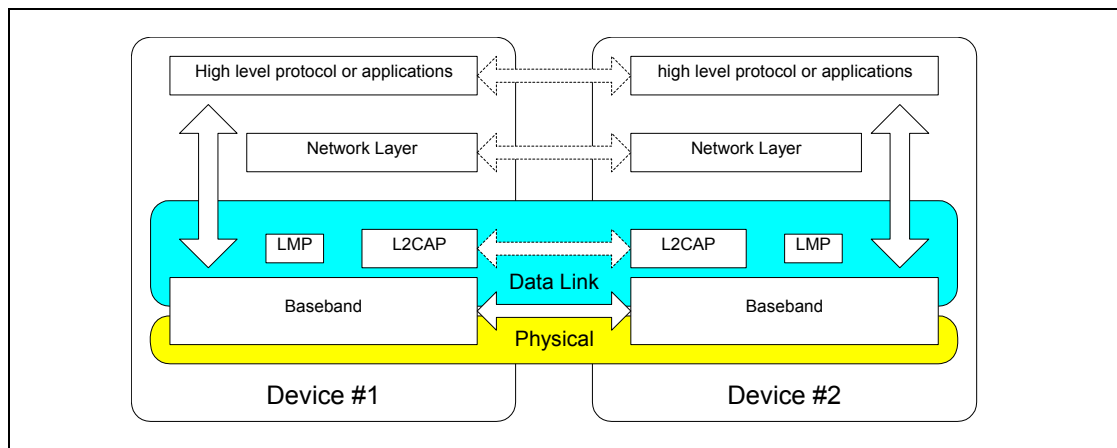 High level protocol or applications
high level protocol or applications
Network Layer
Network Layer
LMP
L2CAP
L2CAP
LMP
Data Link
Baseband
Baseband
Physical
Device #1
Device #2